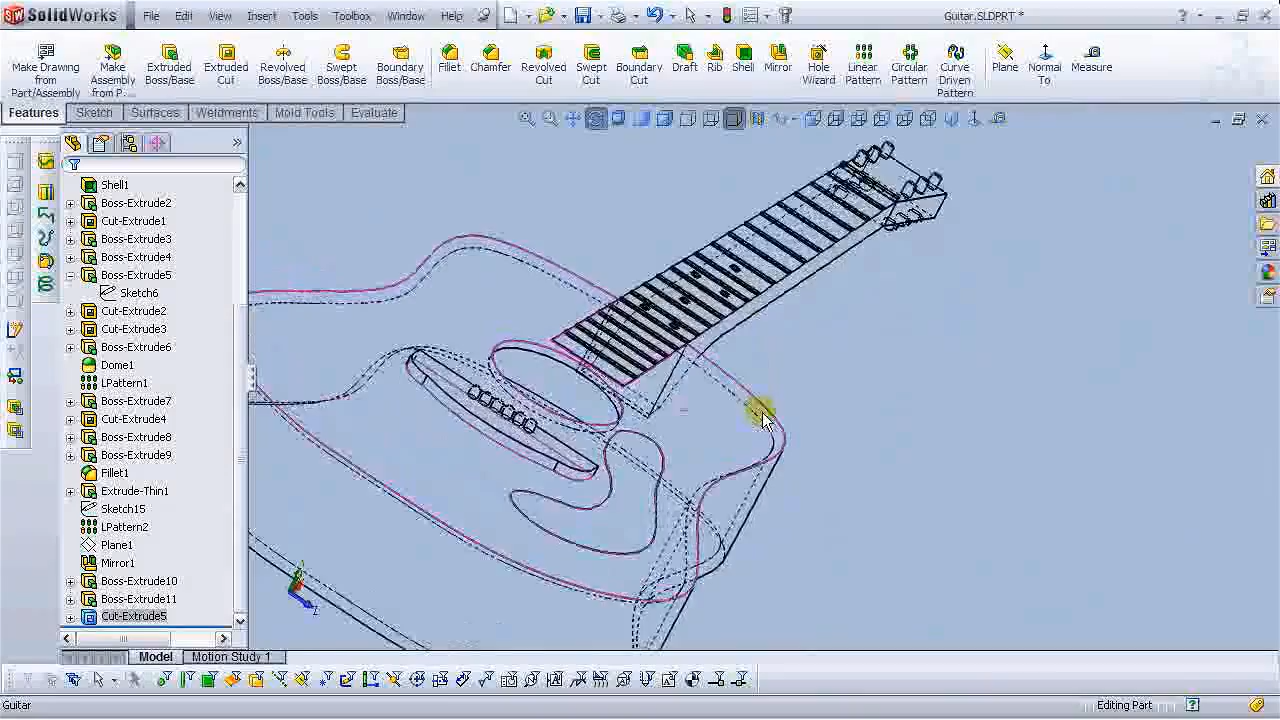 SolidWorks File Edit View Insert Tools Toolbox Window Help Guitar.SLDPRT *
Make Drawing from Part/Assembly
Make Assembly from P...
Extruded Boss/Base
Extruded Cut
Revolved Boss/Base
Swept Boss/Base
Boundary Boss/Base
Fillet
Chamfer
Revolved Cut
Swept Cut
Boundary Cut
Draft
Rib
Shell
Mirror
Hole Wizard
Linear Pattern
Circular Pattern
Curve Driven Pattern
Plane
Normal To
Measure
Features Sketch Surfaces Weldments Mold Tools Evaluate
Shell1
Boss-Extrude2
Cut-Extrude1
Boss-Extrude3
Boss-Extrude4
Boss-Extrude5
Sketch6
Cut-Extrude2
Cut-Extrude3
Boss-Extrude6
Dome1
LPattern1
Boss-Extrude7
Cut-Extrude4
Boss-Extrude8
Boss-Extrude9
Fillet1
Extrude-Thin1
Sketch15
LPattern2
Plane1
Mirror1
Boss-Extrude10
Boss-Extrude11
Cut-Extrude5
Z
Model Motion Study 1
Guitar Editing Part